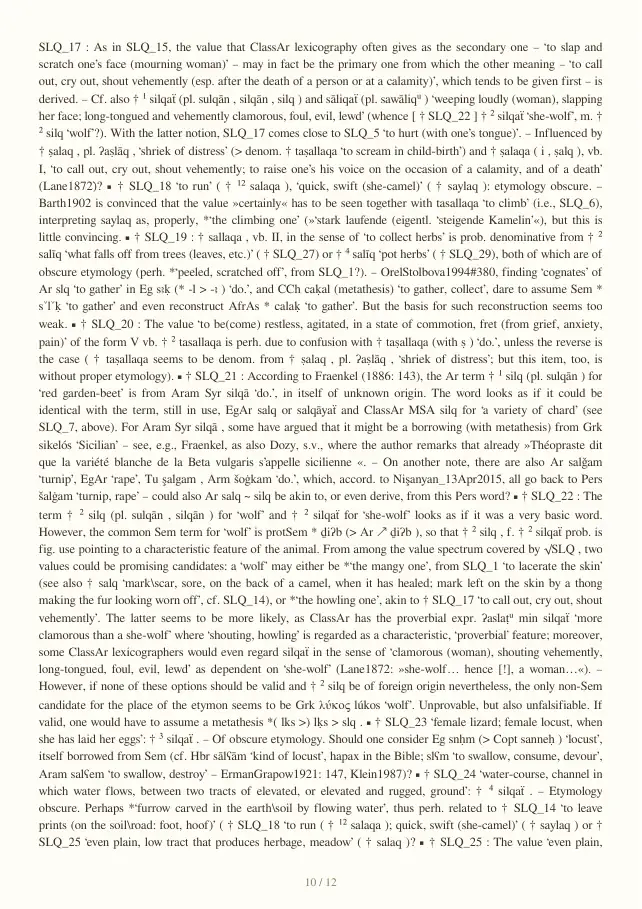 SLQ_17 : As in SLQ_15, the value that ClassAr lexicography often gives as the secondary one – ‘to slap and
scratch one’s face (mourning woman)’ – may in fact be the primary one from which the other meaning – ‘to call
out, cry out, shout vehemently (esp. after the death of a person or at a calamity)’, which tends to be given first – is
derived. – Cf. also † ¹ silqaẗ (pl. sulqān , silqān , silq ) and sāliqaẗ (pl. sawāliqᵘ ) ‘weeping loudly (woman), slapping
her face; long-tongued and vehemently clamorous, foul, evil, lewd’ (whence [ † SLQ_22 ] † ² silqaẗ ‘she-wolf’, m. †
² silq ‘wolf’?). With the latter notion, SLQ_17 comes close to SLQ_5 ‘to hurt (with one’s tongue)’. – Influenced by
† ṣalaq , pl. ʔaṣlāq , ‘shriek of distress’ (> denom. † taṣallaqa ‘to scream in child-birth’) and † ṣalaqa ( i , ṣalq ), vb.
I, ‘to call out, cry out, shout vehemently; to raise one’s voice on the occasion of a calamity, and of a death’
(Lane1872)? ▪ † SLQ_18 ‘to run’ ( † ¹² salaqa ), ‘quick, swift (she-camel)’ ( † saylaq ): etymology obscure. –
Barth1902 is convinced that the value »certainly« has to be seen together with tasallaqa ‘to climb’ (i.e., SLQ_6),
interpreting saylaq as, properly, *‘the climbing one’ (»‘stark laufende (eigentl. ‘steigende Kamelin’«), but this is
little convincing. ▪ † SLQ_19 : † sallaqa , vb. II, in the sense of ‘to collect herbs’ is prob. denominative from † ²
salīq ‘what falls off from trees (leaves, etc.)’ ( † SLQ_27) or † ⁴ salīq ‘pot herbs’ ( † SLQ_29), both of which are of
obscure etymology (perh. *‘peeled, scratched off’, from SLQ_1?). – OrelStolbova1994#380, finding ‘cognates’ of
Ar slq ‘to gather’ in Eg sꜣḳ (* -l > -ꜣ ) ‘do.’, and CCh caḳal (metathesis) ‘to gather, collect’, dare to assume Sem *
s˅l˅ḳ ‘to gather’ and even reconstruct AfrAs * calaḳ ‘to gather’. But the basis for such reconstruction seems too
weak. ▪ † SLQ_20 : The value ‘to be(come) restless, agitated, in a state of commotion, fret (from grief, anxiety,
pain)’ of the form V vb. † ² tasallaqa is perh. due to confusion with † taṣallaqa (with ṣ ) ‘do.’, unless the reverse is
the case ( † taṣallaqa seems to be denom. from † ṣalaq , pl. ʔaṣlāq , ‘shriek of distress’; but this item, too, is
without proper etymology). ▪ † SLQ_21 : According to Fraenkel (1886: 143), the Ar term † ¹ silq (pl. sulqān ) for
‘red garden-beet’ is from Aram Syr silqā ‘do.’, in itself of unknown origin. The word looks as if it could be
identical with the term, still in use, EgAr salq or salqāyaẗ and ClassAr MSA silq for ‘a variety of chard’ (see
SLQ_7, above). For Aram Syr silqā , some have argued that it might be a borrowing (with metathesis) from Grk
sikelós ‘Sicilian’ – see, e.g., Fraenkel, as also Dozy, s.v., where the author remarks that already »Théopraste dit
que la variété blanche de la Beta vulgaris s’appelle sicilienne «. – On another note, there are also Ar salǧam
‘turnip’, EgAr ‘rape’, Tu şalgam , Arm šoġkam ‘do.’, which, accord. to Nişanyan_13Apr2015, all go back to Pers
šalġam ‘turnip, rape’ – could also Ar salq ~ silq be akin to, or even derive, from this Pers word? ▪ † SLQ_22 : The
term † ² silq (pl. sulqān , silqān ) for ‘wolf’ and † ² silqaẗ for ‘she-wolf’ looks as if it was a very basic word.
However, the common Sem term for ‘wolf’ is protSem * ḏiʔb (> Ar ↗ ḏiʔb ), so that † ² silq , f. † ² silqaẗ prob. is
fig. use pointing to a characteristic feature of the animal. From among the value spectrum covered by √SLQ , two
values could be promising candidates: a ‘wolf’ may either be *‘the mangy one’, from SLQ_1 ‘to lacerate the skin’
(see also † salq ‘mark\scar, sore, on the back of a camel, when it has healed; mark left on the skin by a thong
making the fur looking worn off’, cf. SLQ_14), or *‘the howling one’, akin to † SLQ_17 ‘to call out, cry out, shout
vehemently’. The latter seems to be more likely, as ClassAr has the proverbial expr. ʔaslaṭᵘ min silqaẗ ‘more
clamorous than a she-wolf’ where ‘shouting, howling’ is regarded as a characteristic, ‘proverbial’ feature; moreover,
some ClassAr lexicographers would even regard silqaẗ in the sense of ‘clamorous (woman), shouting vehemently,
long-tongued, foul, evil, lewd’ as dependent on ‘she-wolf’ (Lane1872: »she-wolf… hence [!], a woman…«). –
However, if none of these options should be valid and † ² silq be of foreign origin nevertheless, the only non-Sem
candidate for the place of the etymon seems to be Grk λύκος lúkos ‘wolf’. Unprovable, but also unfalsifiable. If
valid, one would have to assume a metathesis *( lks >) lḳs > slq . ▪ † SLQ_23 ‘female lizard; female locust, when
she has laid her eggs’: † ³ silqaẗ . – Of obscure etymology. Should one consider Eg snḥm (> Copt sanneḥ ) ‘locust’,
itself borrowed from Sem (cf. Hbr sālʕām ‘kind of locust’, hapax in the Bible; slʕm ‘to swallow, consume, devour’,
Aram salʕem ‘to swallow, destroy’ – ErmanGrapow1921: 147, Klein1987)? ▪ † SLQ_24 ‘water-course, channel in
which water flows, between two tracts of elevated, or elevated and rugged, ground’: † ⁴ silqaẗ . – Etymology
obscure. Perhaps *‘furrow carved in the earth\soil by flowing water’, thus perh. related to † SLQ_14 ‘to leave
prints (on the soil\road: foot, hoof)’ ( † SLQ_18 ‘to run ( † ¹² salaqa ); quick, swift (she-camel)’ ( † saylaq ) or †
SLQ_25 ‘even plain, low tract that produces herbage, meadow’ ( † salaq )? ▪ † SLQ_25 : The value ‘even plain,
10 / 12